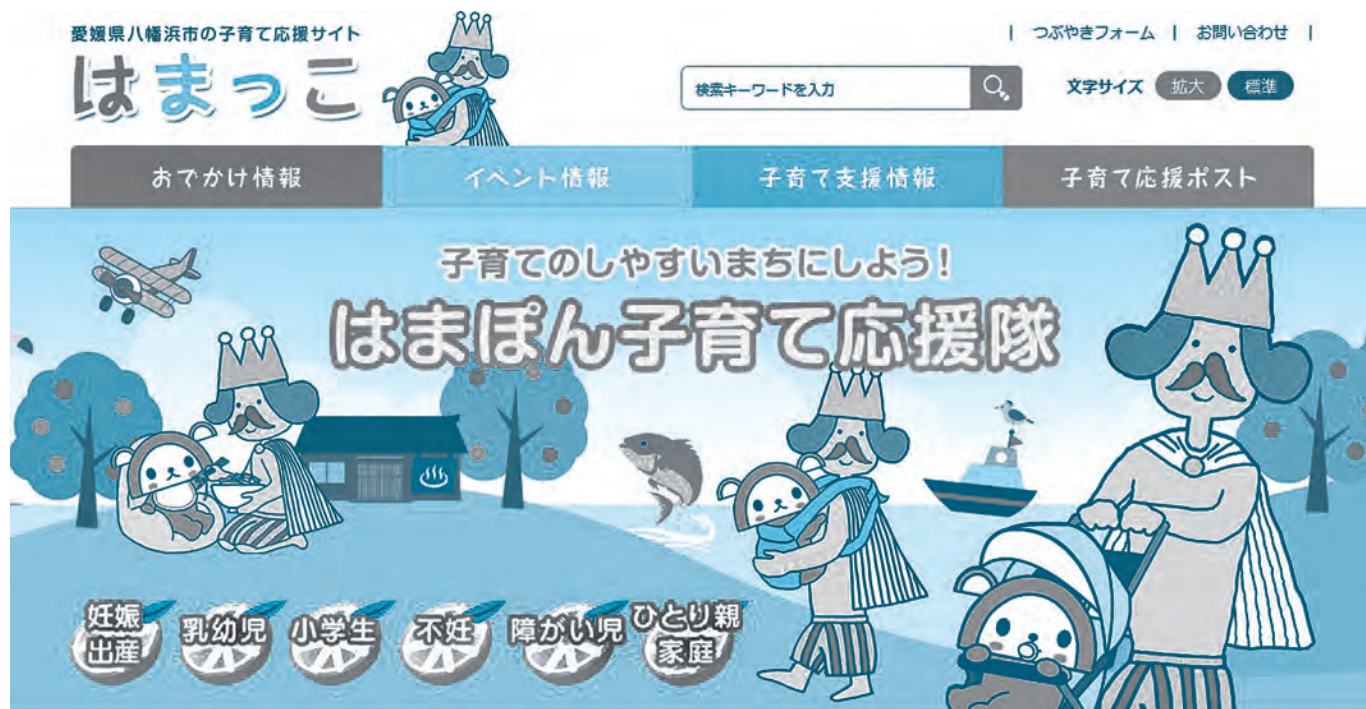 愛媛県八幡浜市の子育て応援サイト
はまっこ
| つぶやきフォーム | お問い合わせ |
検索キーワードを入力
文字サイズ 拡大 標準
おでかけ情報 イベント情報 子育て支援情報 子育て応援ポスト
子育てのしやすいまちにしよう!
はまぽん子育て応援隊
妊娠
出産
乳幼児
小学生
不妊
障がい児
ひとり親
家庭